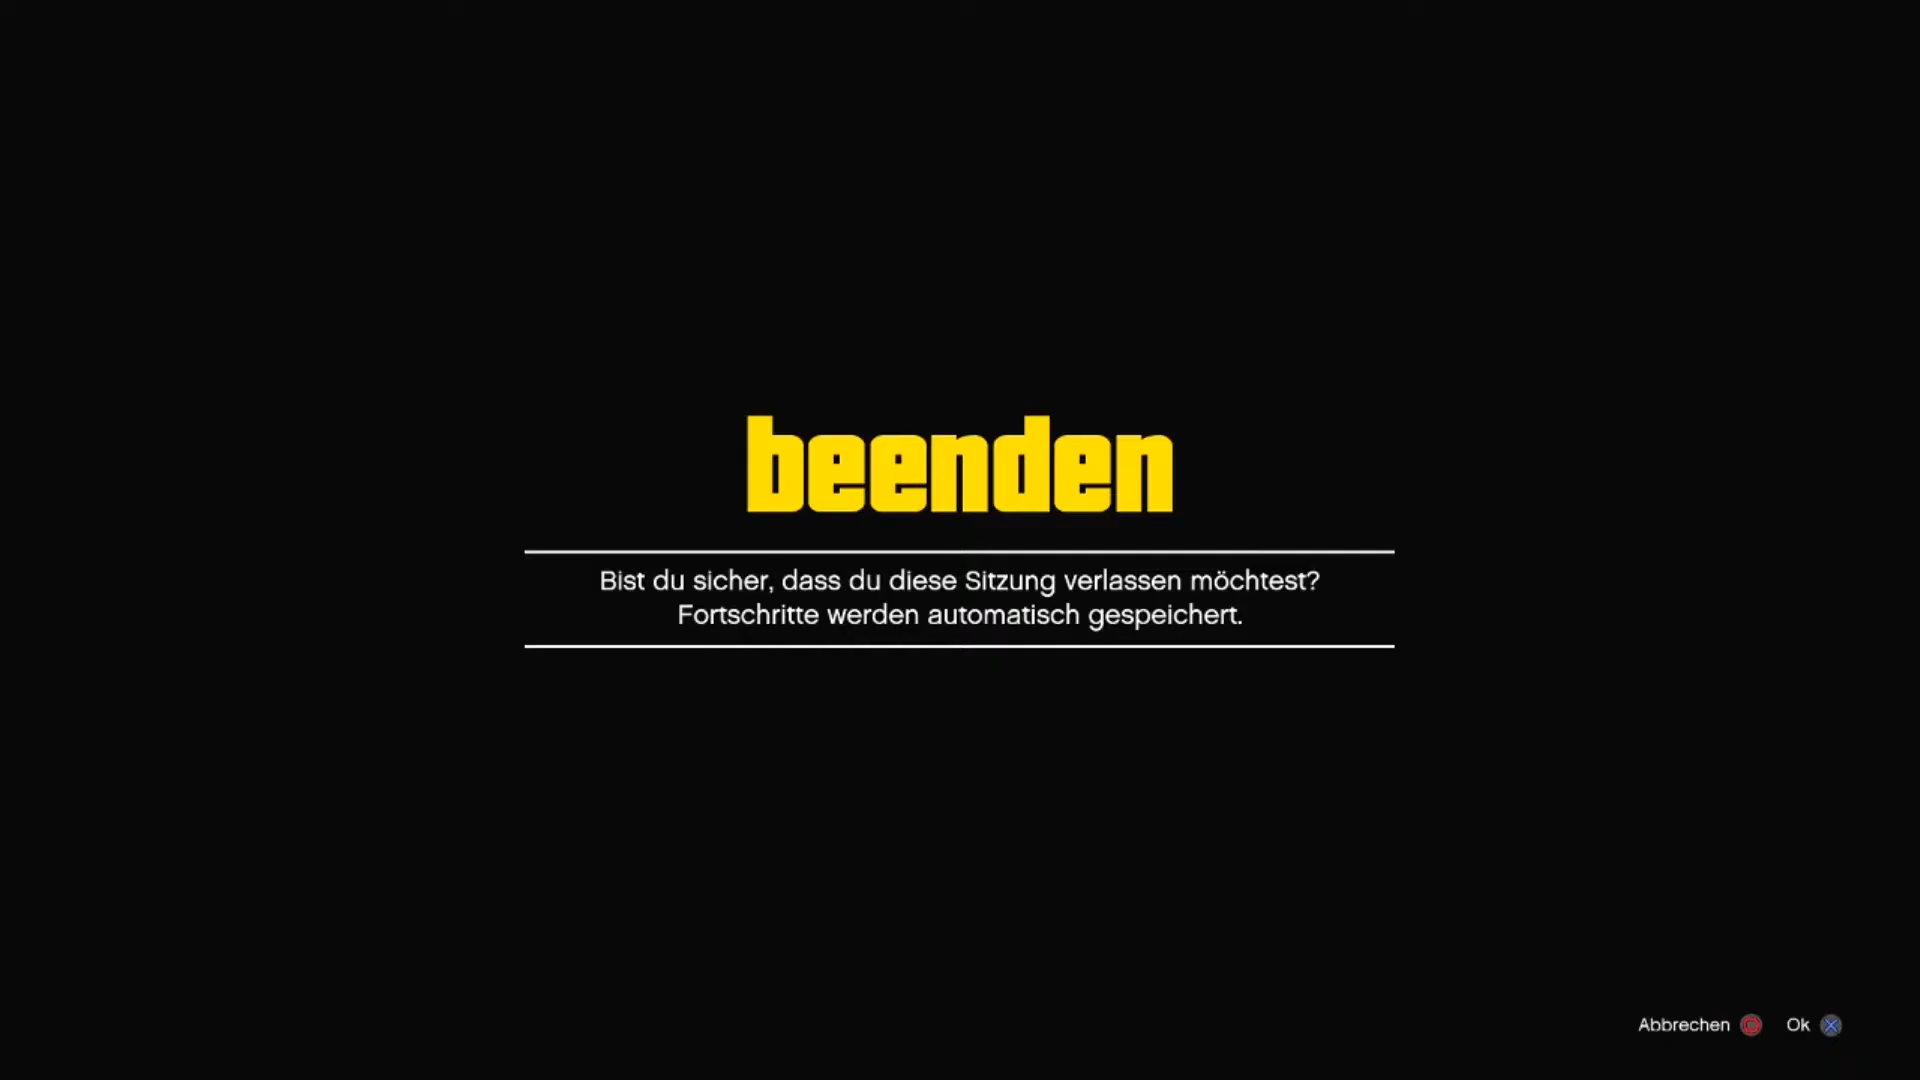 beenden
Bist du sicher, dass du diese Sitzung verlassen möchtest?
Fortschritte werden automatisch gespeichert.
Abbrechen Ok